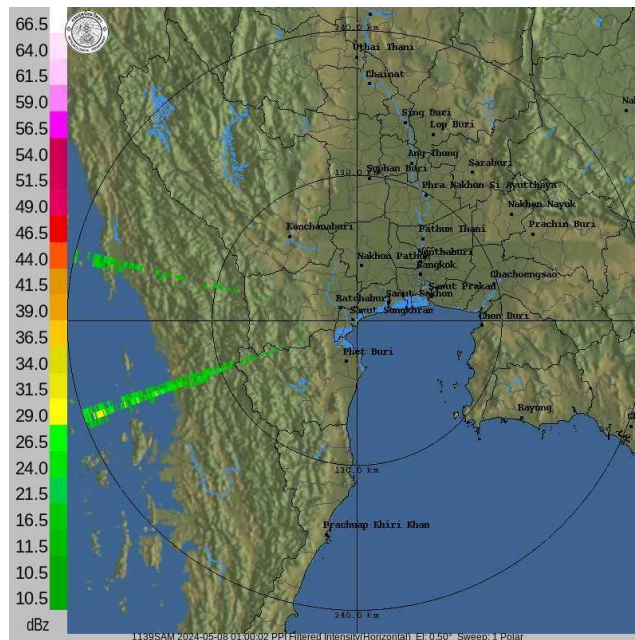 66.5
64.0
61.5
59.0
56.5
54.0
51.5
49.0
46.5
44.0
41.5
39.0
36.5
34.0
31.5
29.0
26.5
24.0
21.5
16.5
11.5
10.5
dBz
240.0 km
Uthai Thani
Chainat
Sing Buri
Lop Buri
Ang Thong
Saraburi
Suphan Buri
120.0 km
Phra Nakhon Si Ayutthaya
Nakhon Nayok
Kanchanaburi
Pathum Thani
Prachin Buri
Nonthaburi
Nakhon Pathom
Bangkok
Chachoengsao
Samut Prakan
Samut Sakhon
Ratchaburi
Samut Songkhram
Chon Buri
Phet Buri
Rayong
120.0 km
Prachuap Khiri Khan
240.0 km
1139SAM 2024-05-08 01:00:02 PPI Filtered Intensity(Horizontal) El: 0.50° Sweep: 1 Polar